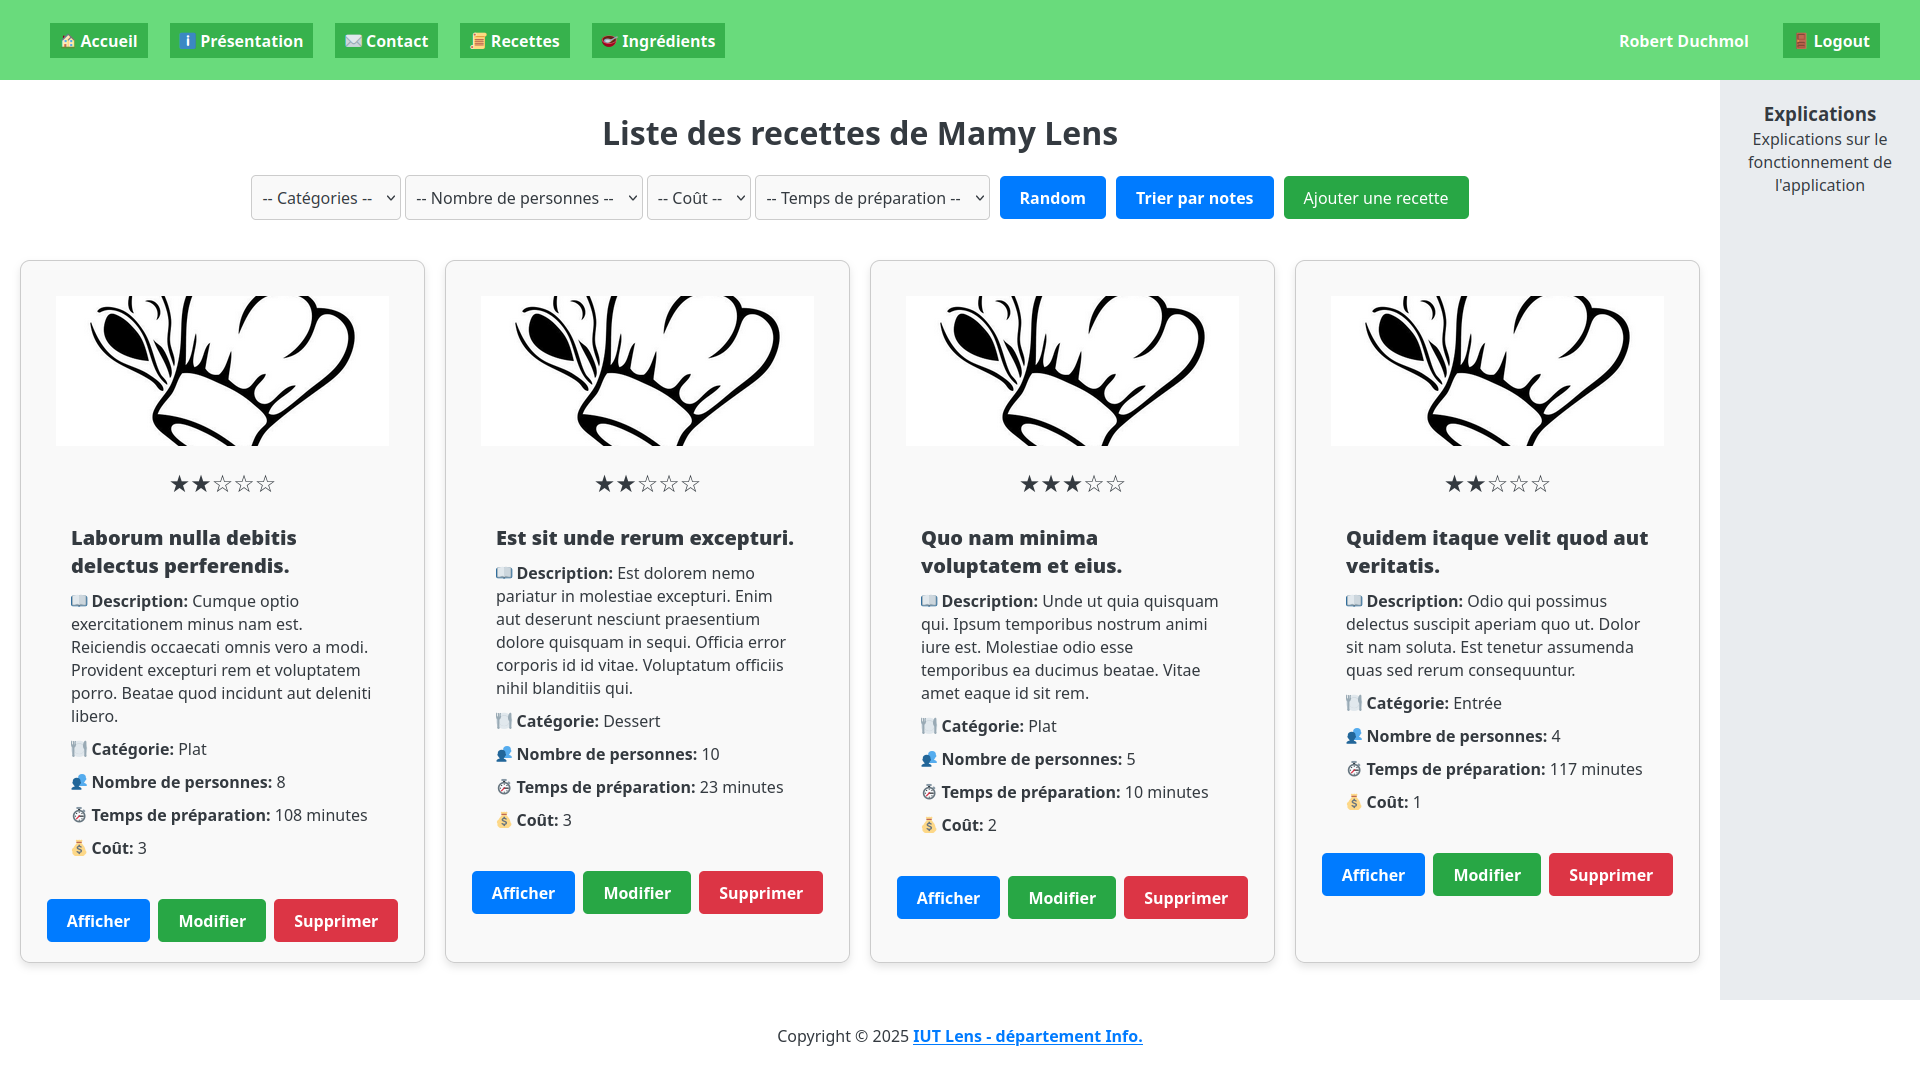 Accueil
Présentation
Contact
Recettes
Ingrédients
Robert Duchmol
Logout
Liste des recettes de Mamy Lens
-- Catégories --
-- Nombre de personnes --
-- Coût --
-- Temps de préparation --
Random
Trier par notes
Ajouter une recette
★★☆☆☆
Laborum nulla debitis
delectus perferendis.
Description: Cumque optio
exercitationem minus nam est.
Reiciendis occaecati omnis vero a modi.
Provident excepturi rem et voluptatem
porro. Beatae quod incidunt aut deleniti
libero.
Catégorie: Plat
Nombre de personnes: 8
Temps de préparation: 108 minutes
Coût: 3
Afficher
Modifier
Supprimer
★★☆☆☆
Est sit unde rerum excepturi.
Description: Est dolorem nemo
pariatur in molestiae excepturi. Enim
aut deserunt nesciunt praesentium
dolore quisquam in sequi. Officia error
corporis id id vitae. Voluptatum officiis
nihil blanditiis qui.
Catégorie: Dessert
Nombre de personnes: 10
Temps de préparation: 23 minutes
Coût: 3
Afficher
Modifier
Supprimer
★★★☆☆
Quo nam minima
voluptatem et eius.
Description: Unde ut quia quisquam
qui. Ipsum temporibus nostrum animi
iure est. Molestiae odio esse
temporibus ea ducimus beatae. Vitae
amet eaque id sit rem.
Catégorie: Plat
Nombre de personnes: 5
Temps de préparation: 10 minutes
Coût: 2
Afficher
Modifier
Supprimer
★★☆☆☆
Quidem itaque velit quod aut
veritatis.
Description: Odio qui possimus
delectus suscipit aperiam quo ut. Dolor
sit nam soluta. Est tenetur assumenda
quas sed rerum consequuntur.
Catégorie: Entrée
Nombre de personnes: 4
Temps de préparation: 117 minutes
Coût: 1
Afficher
Modifier
Supprimer
Explications
Explications sur le
fonctionnement de
l'application
Copyright © 2025 IUT Lens - département Info.